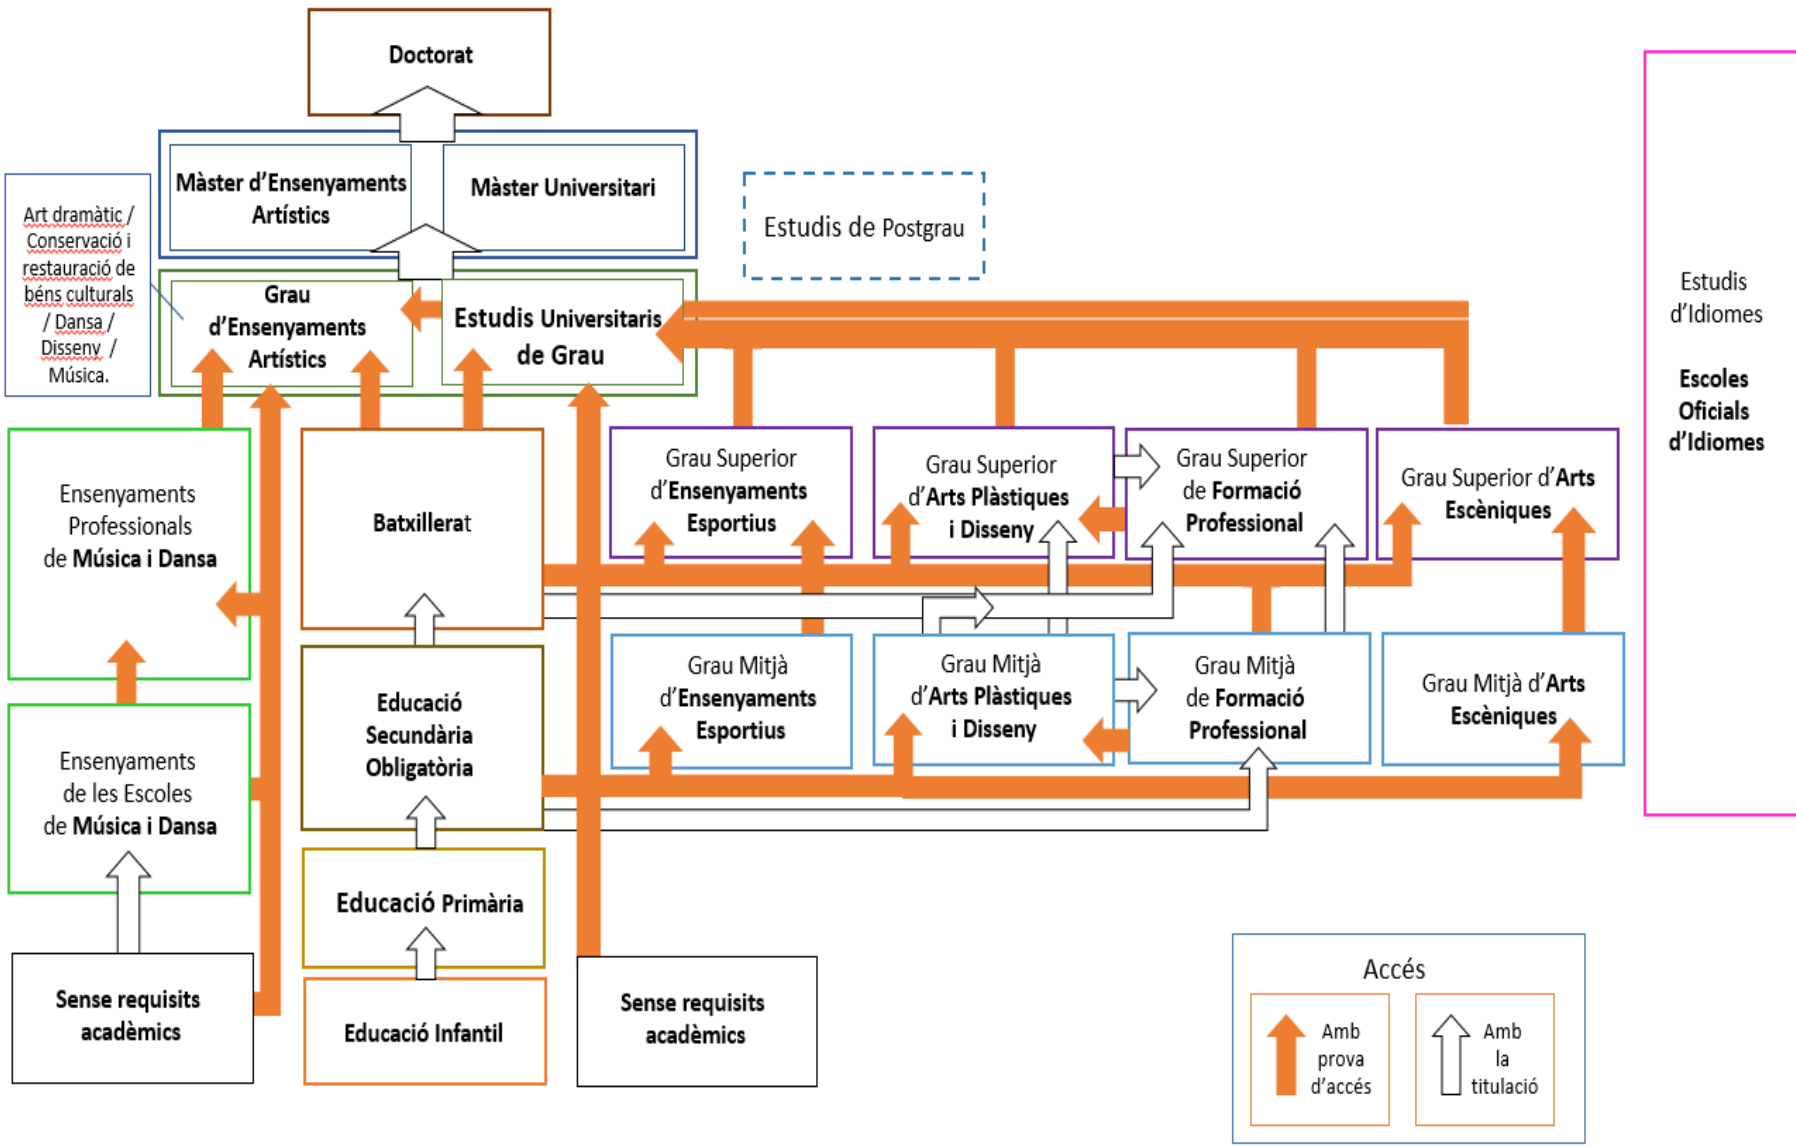 Doctorat
Màster d'Ensenyaments
Artístics
Màster Universitari
Art dramàtic /
Conservació i
restauració de
béns culturals
/ Dansa /
Disseny /
Música.
Estudis de Postgrau
Grau
d'Ensenyaments
Artístics
Estudis Universitaris
de Grau
Estudis
d'Idiomes
Escoles
Oficials
d'Idiomes
Ensenyaments
Professionals
de Música i Dansa
Batxillerat
Grau Superior
d'Ensenyaments
Esportius
Grau Superior
d'Arts Plàstiques
i Disseny
Grau Superior
de Formació
Professional
Grau Superior d'Arts
Escèniques
Ensenyaments
de les Escoles
de Música i Dansa
Educació
Secundària
Obligatòria
Grau Mitjà
d'Ensenyaments
Esportius
Grau Mitjà
d'Arts Plàstiques
i Disseny
Grau Mitjà
de Formació
Professional
Grau Mitjà d'Arts
Escèniques
Educació Primària
Sense requisits
acadèmics
Educació Infantil
Sense requisits
acadèmics
Accés
Amb
prova
d'accés
Amb
la
titulació